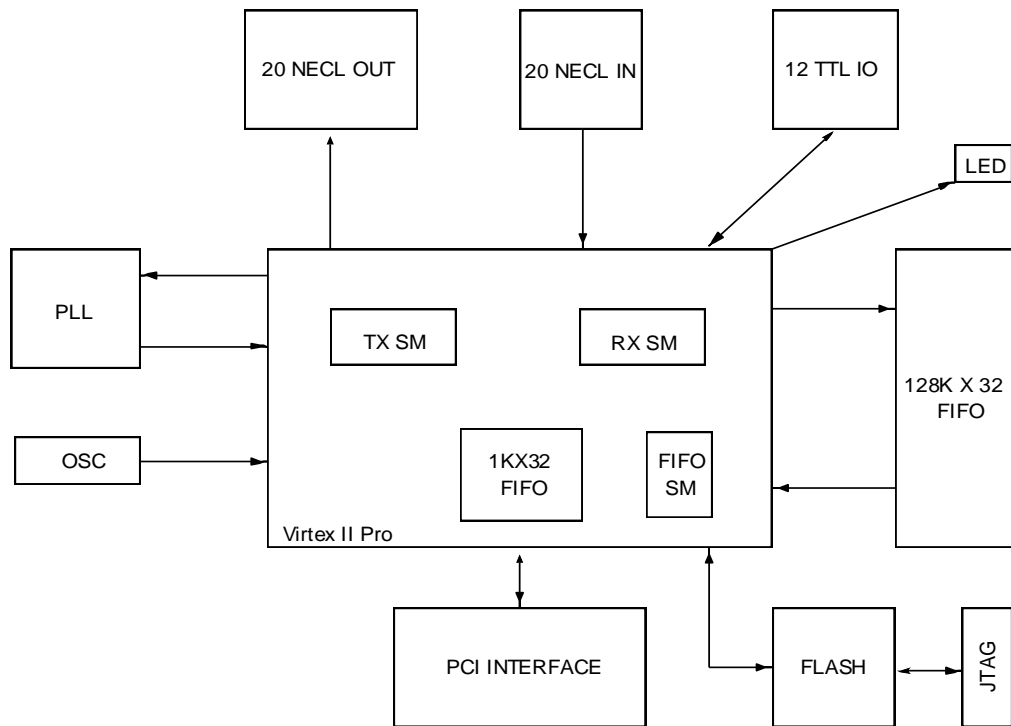 20 NECL OUT
20 NECL IN
12 TTL IO
LED
PLL
TX SM
RX SM
128K X 32
FIFO
OSC
1KX32
FIFO
FIFO
SM
Virtex II Pro
PCI INTERFACE
FLASH
JTAG